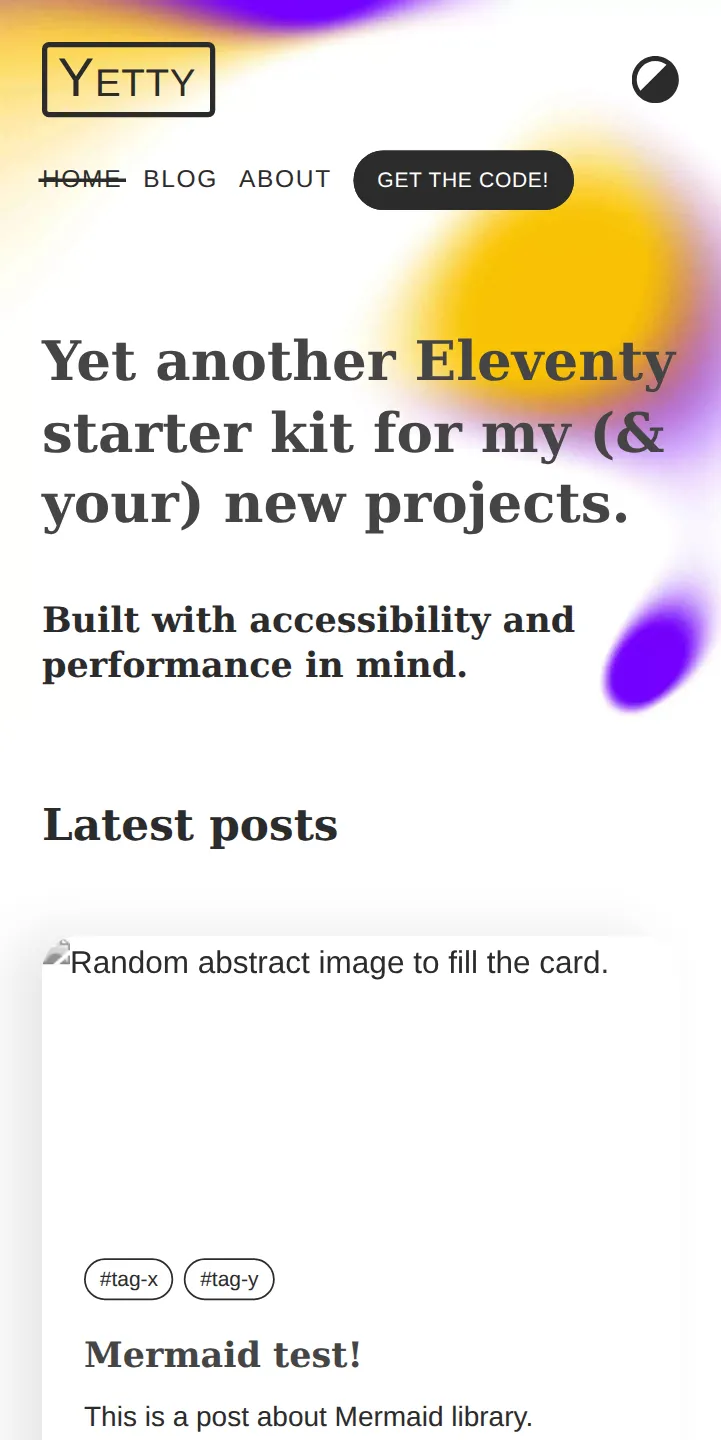 Yetty
HOME BLOG ABOUT GET THE CODE!
Yet another Eleventy
starter kit for my (&
your) new projects.
Built with accessibility and
performance in mind.
Latest posts
Random abstract image to fill the card.
#tag-x #tag-y
Mermaid test!
This is a post about Mermaid library.